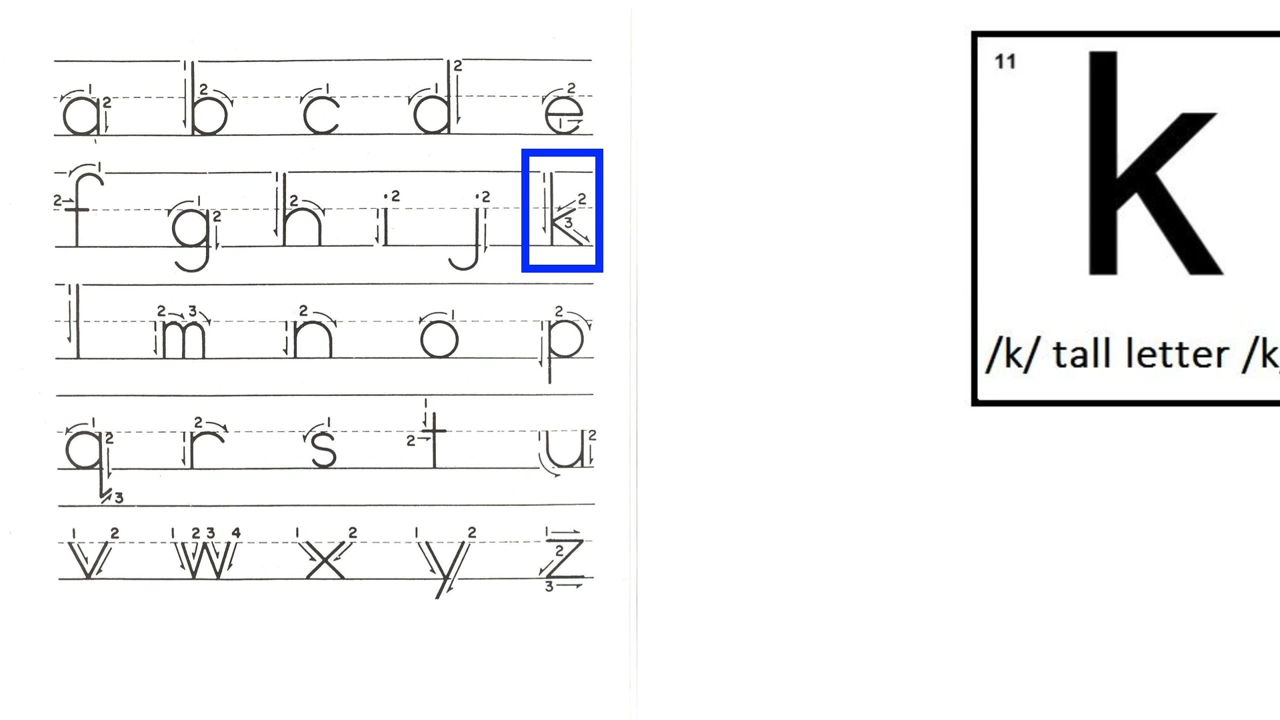 a b c d e
f g h i j k
l m n o p
q r s t u
v w x y z
11
k
/k/ tall letter /k/